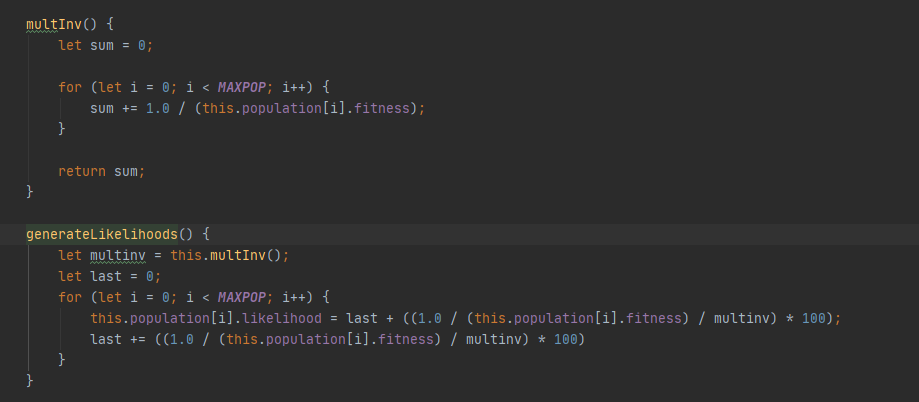 multInv() {
let sum = 0;
for (let i = 0; i < MAXPOP; i++) {
sum += 1.0 / (this.population[i].fitness);
}
return sum;
}
generateLikelihoods() {
let multinv = this.multInv();
let last = 0;
for (let i = 0; i < MAXPOP; i++) {
this.population[i].likelihood = last + ((1.0 / (this.population[i].fitness) / multinv) * 100);
last += ((1.0 / (this.population[i].fitness) / multinv) * 100)
}
}